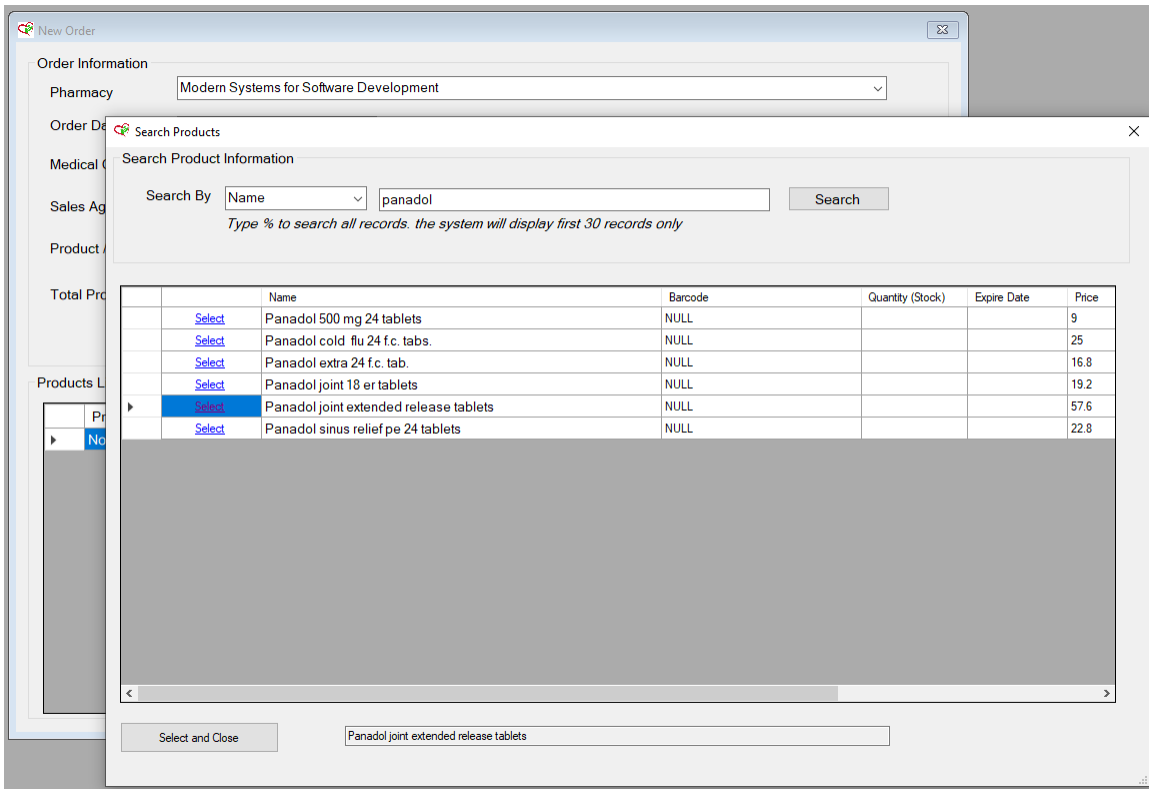 New Order
Order Information
Pharmacy Modern Systems for Software Development
Order Da
Search Products
Medical
Search Product Information
Sales Ag
Search By Name panadol Search
Type % to search all records. the system will display first 30 records only
Product
Total Pro
Name Barcode Quantity (Stock) Expire Date Price
Select Panadol 500 mg 24 tablets NULL 9
Select Panadol cold flu 24 f.c. tabs. NULL 25
Select Panadol extra 24 f.c. tab. NULL 16.8
Products L
Select Panadol joint 18 er tablets NULL 19.2
Select Panadol joint extended release tablets NULL 57.6
Pr
Select Panadol sinus relief pe 24 tablets NULL 22.8
No
Select and Close Panadol joint extended release tablets